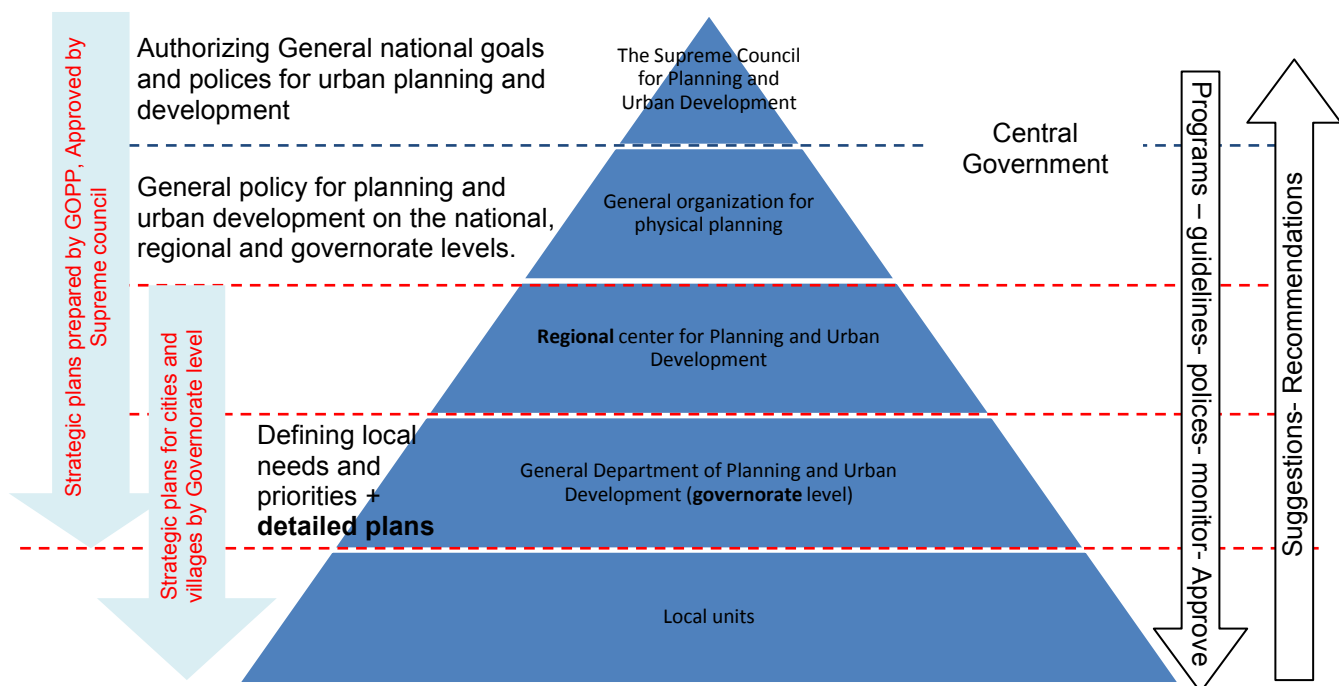 Strategic plans prepared by GOPP, Approved by
Supreme council
Strategic plans for cities and
villages by Governorate level
Authorizing General national goals
and polices for urban planning and
development
General policy for planning and
urban development on the national,
regional and governorate levels.
Defining local
needs and
priorities +
detailed plans
The Supreme Council
for Planning and
Urban Development
General organization for
physical planning
Regional center for Planning and Urban
Development
General Department of Planning and Urban
Development (governorate level)
Local units
Central
Government
Programs – guidelines- polices- monitor- Approve
Suggestions- Recommendations